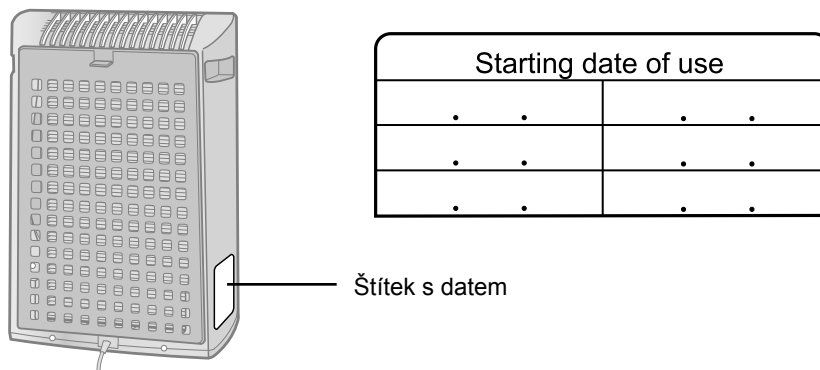 Starting date of use
. . . .
. . . .
. . . .
Štítek s datem